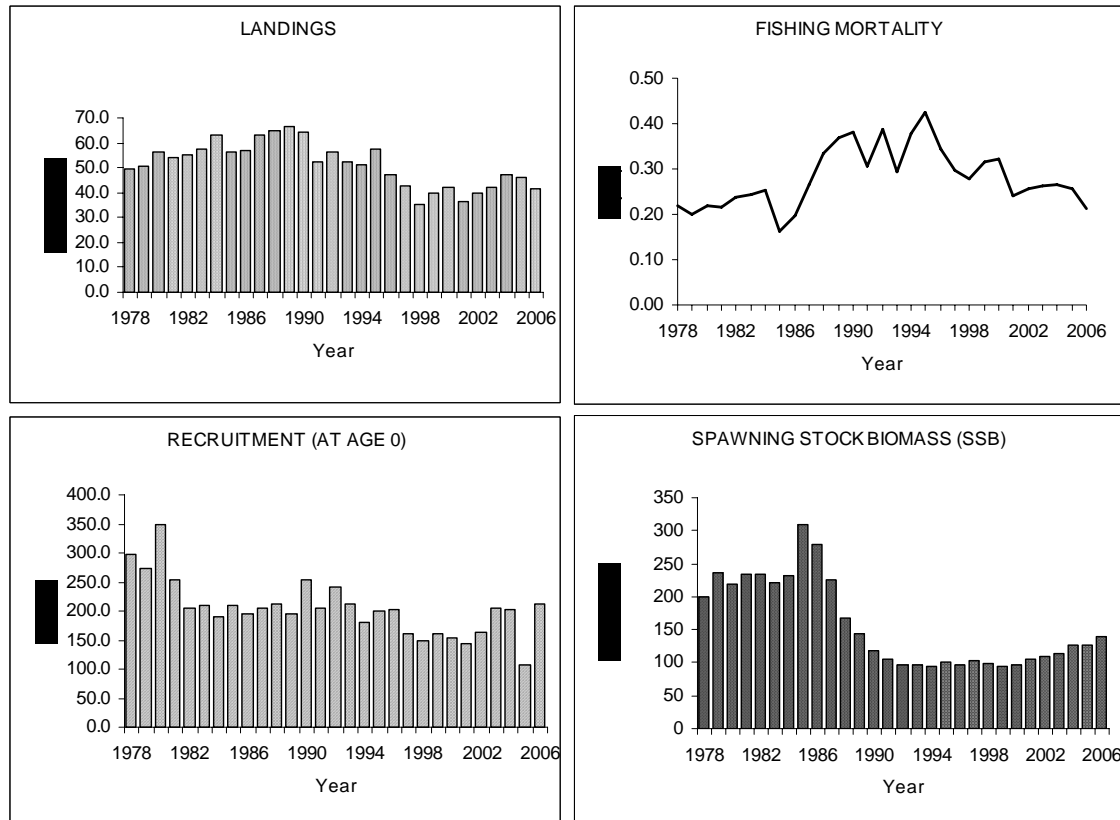 LANDINGS
70.0
60.0
50.0
40.0
30.0
20.0
10.0
0.0
1978 1982 1986 1990 1994 1998 2002 2006
Year
FISHING MORTALITY
0.50
0.40
0.30
0.20
0.10
0.00
1978 1982 1986 1990 1994 1998 2002 2006
Year
RECRUITMENT (AT AGE 0)
400.0
350.0
300.0
250.0
200.0
150.0
100.0
50.0
0.0
1978 1982 1986 1990 1994 1998 2002 2006
Year
SPAWNING STOCK BIOMASS (SSB)
350
300
250
200
150
100
50
0
1978 1982 1986 1990 1994 1998 2002 2006
Year